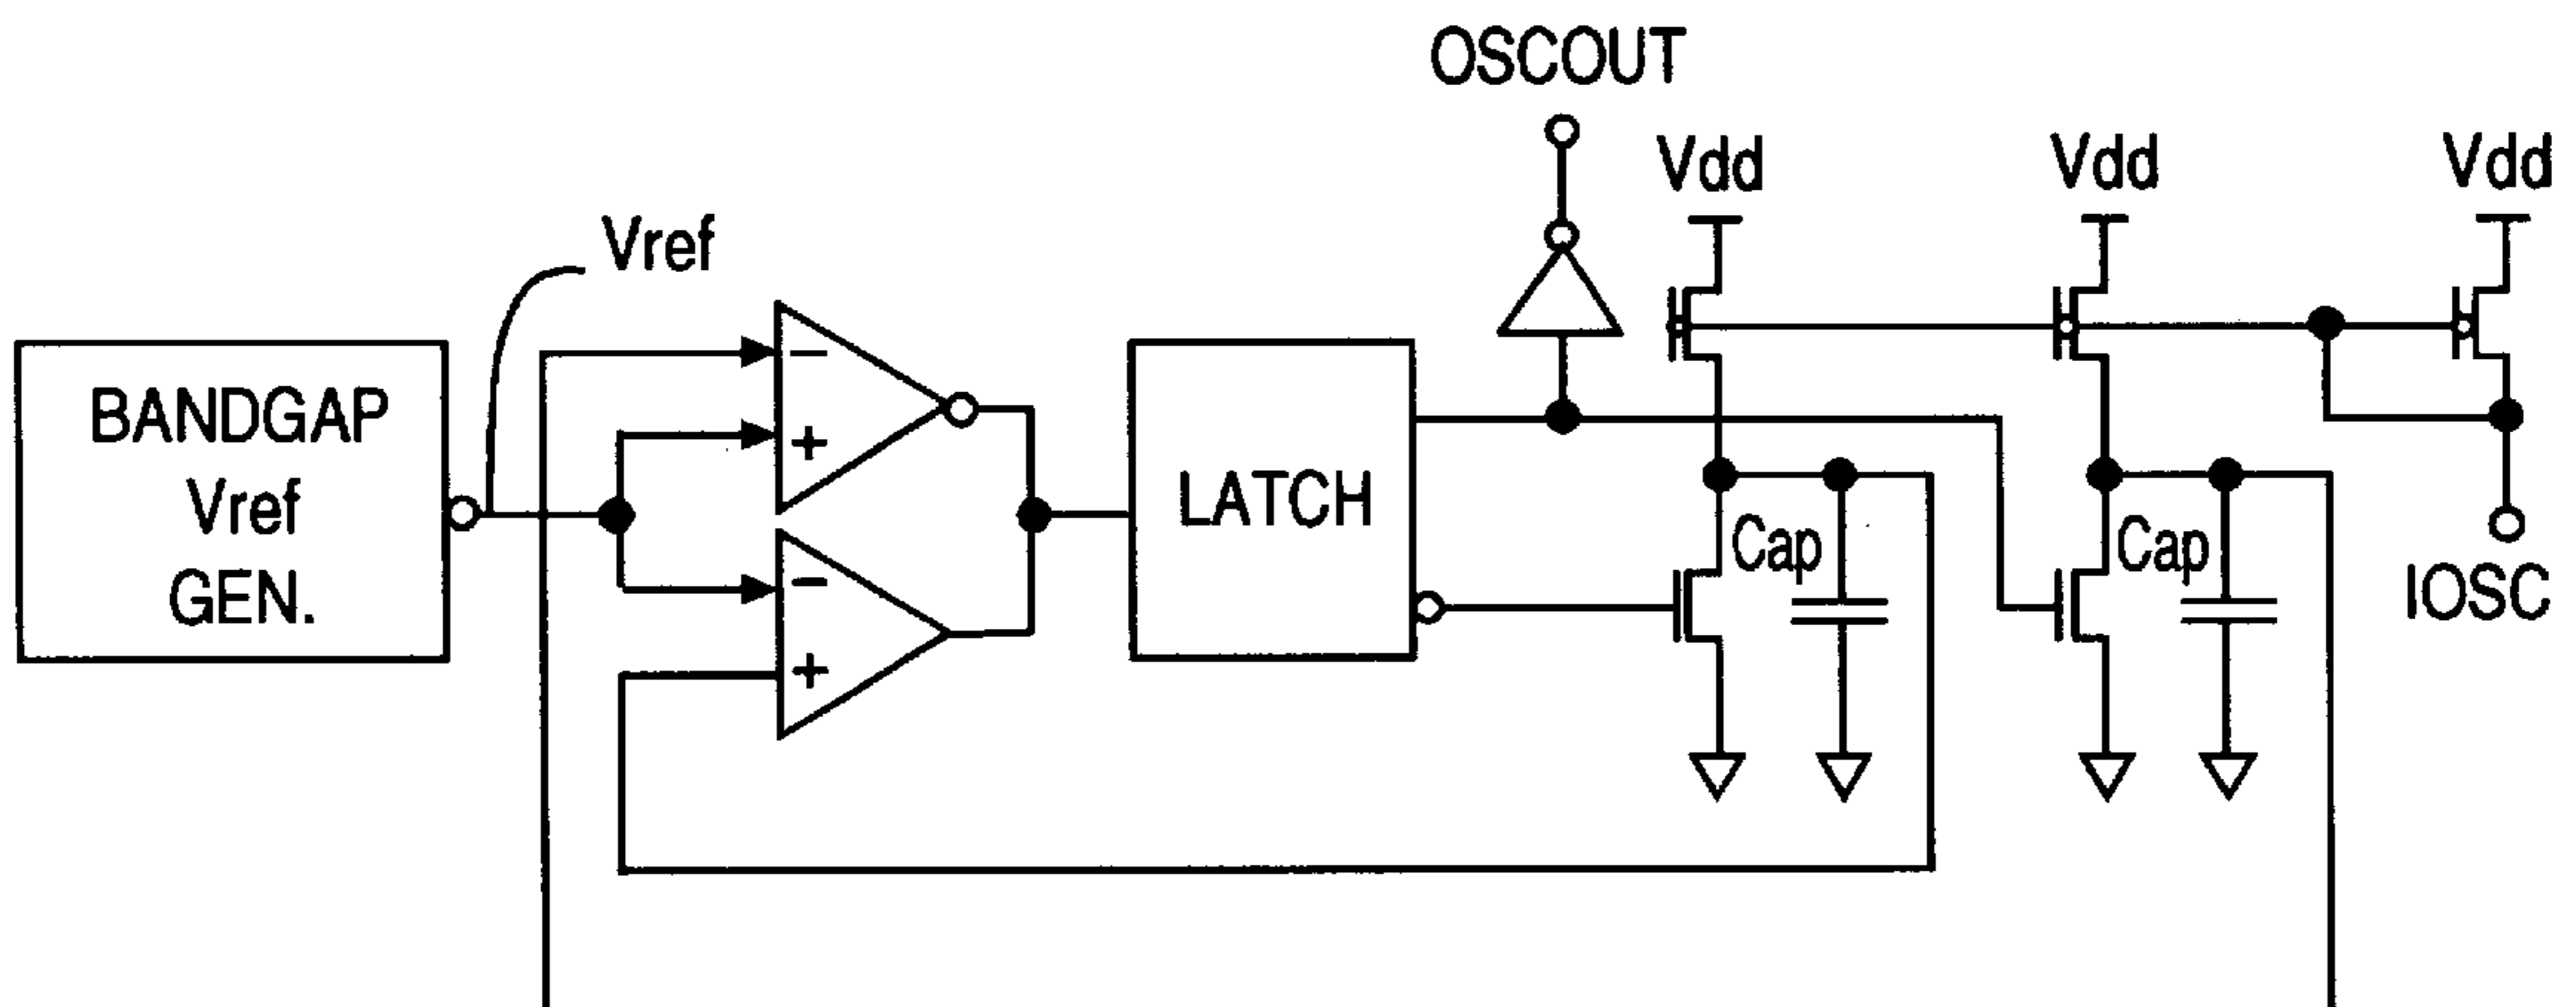 OSCOUT
Vdd
Vdd
Vdd
Vref
BANDGAP
Vref
GEN.
−
+
−
+
LATCH
Cap
Cap
IOSC